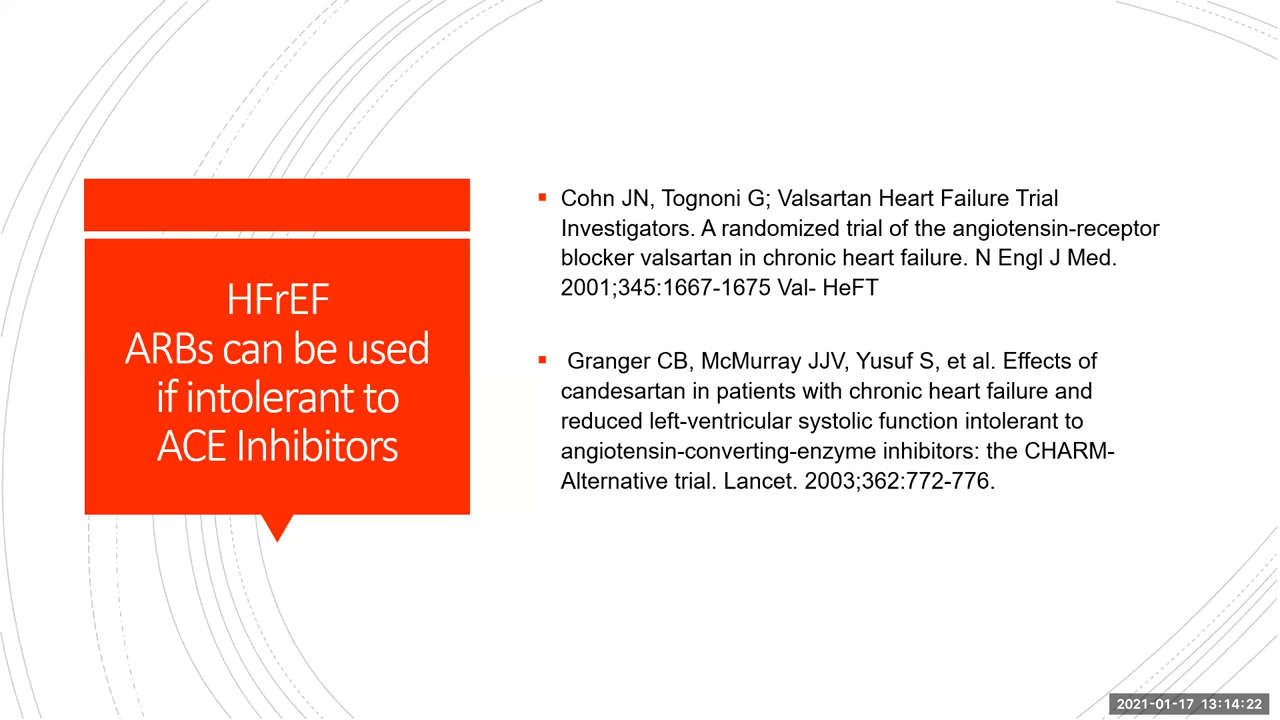 HFrEF
ARBs can be used
if intolerant to
ACE Inhibitors
Cohn JN, Tognoni G; Valsartan Heart Failure Trial
Investigators. A randomized trial of the angiotensin-receptor
blocker valsartan in chronic heart failure. N Engl J Med.
2001;345:1667-1675 Val- HeFT
Granger CB, McMurray JJV, Yusuf S, et al. Effects of
candesartan in patients with chronic heart failure and
reduced left-ventricular systolic function intolerant to
angiotensin-converting-enzyme inhibitors: the CHARM-
Alternative trial. Lancet. 2003;362:772-776.
2021-01-17 13:14:22